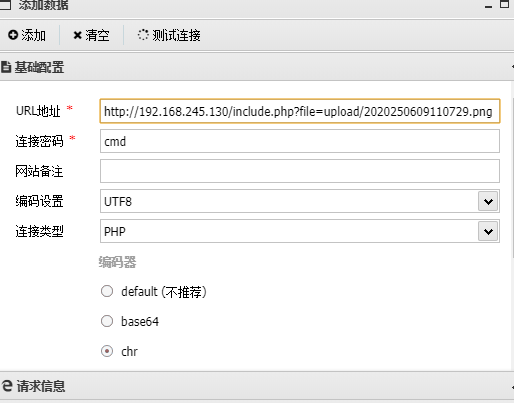 添加数据
添加 清空 测试连接
基础配置
URL地址 *
http://192.168.245.130/include.php?file=upload/2020250609110729.png
连接密码 *
cmd
网站备注
编码设置
UTF8
连接类型
PHP
编码器
default (不推荐)
base64
chr
请求信息